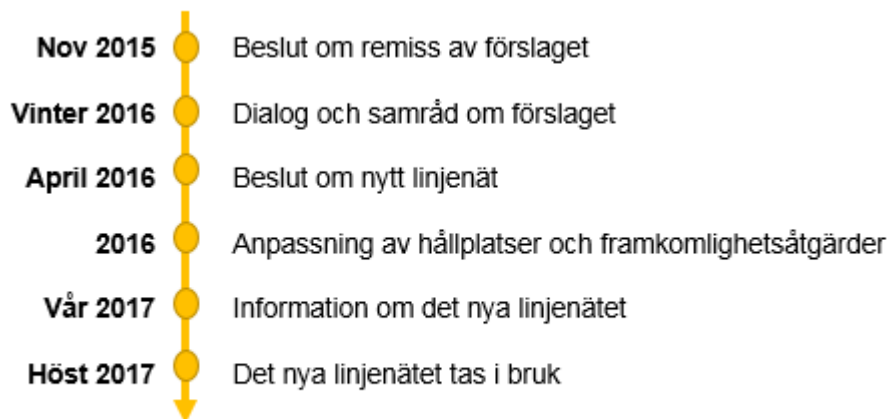 Nov 2015 Beslut om remiss av förslaget
Vinter 2016 Dialog och samråd om förslaget
April 2016 Beslut om nytt linjenät
2016 Anpassning av hållplatser och framkomlighetsåtgärder
Vår 2017 Information om det nya linjenätet
Höst 2017 Det nya linjenätet tas i bruk